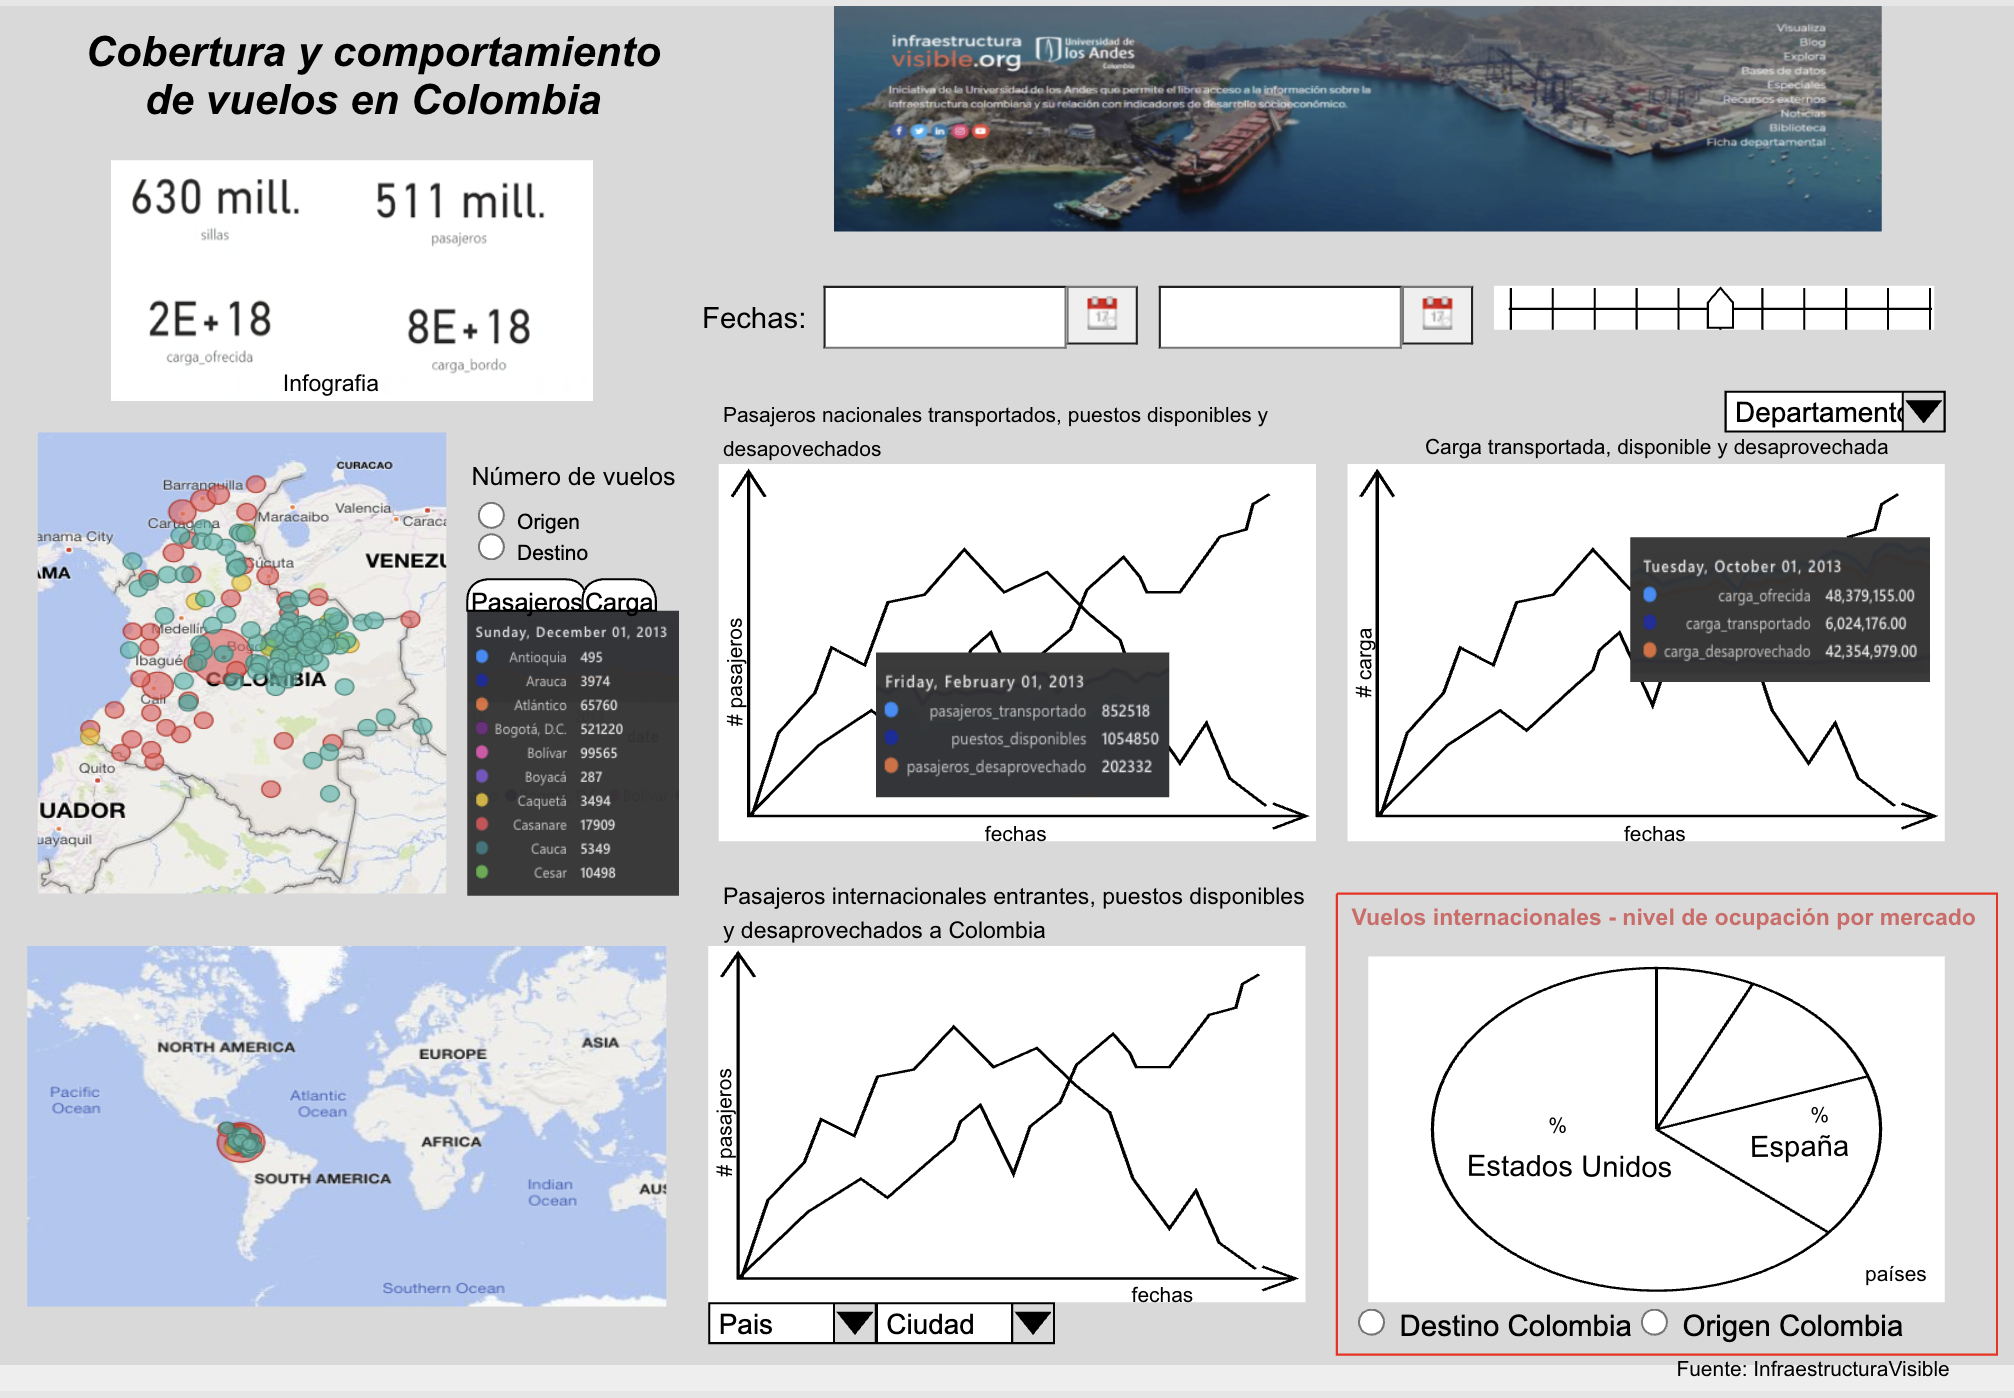 Cobertura y comportamiento
de vuelos en Colombia
infraestructura
visible.org
Universidad de
los Andes
Colombia
Iniciativa de la Universidad de los Andes que permite el libre acceso a la información sobre la
infraestructura colombiana y su relación con indicadores de desarrollo socioeconómico.
Visualiza
Blog
Explora
Bases de datos
Especiales
Recursos externos
Noticias
Biblioteca
Ficha departamental
630 mill.
sillas
511 mill.
pasajeros
2E+18
carga_ofrecida
8E+18
carga_bordo
Infografia
Fechas:
17
17
Departamento
CURACAO
Barranquilla
Cartagena
Maracaibo
Valencia
Caraca
anama City
AMA
Cúcuta
VENEZU
Medellín
Bogo
Ibagué
COLOMBIA
Cali
Quito
UADOR
uayaquil
Número de vuelos
Origen
Destino
Pasajeros
Carga
Sunday, December 01, 2013
Antioquia 495
Arauca 3974
Atlántico 65760
Bogotá, D.C. 521220
Bolívar 99565
Boyacá 287
Caquetá 3494
Casanare 17909
Cauca 5349
Cesar 10498
Pasajeros nacionales transportados, puestos disponibles y
desapovechados
# pasajeros
Friday, February 01, 2013
pasajeros_transportado 852518
puestos_disponibles 1054850
pasajeros_desaprovechado 202332
fechas
Carga transportada, disponible y desaprovechada
# carga
Tuesday, October 01, 2013
carga_ofrecida 48,379,155.00
carga_transportado 6,024,176.00
carga_desaprovechado 42,354,979.00
fechas
NORTH AMERICA
EUROPE
ASIA
Pacific
Ocean
Atlantic
Ocean
AFRICA
SOUTH AMERICA
Indian
Ocean
AUS
Southern Ocean
Pasajeros internacionales entrantes, puestos disponibles
y desaprovechados a Colombia
# pasajeros
fechas
Pais
Ciudad
Vuelos internacionales - nivel de ocupación por mercado
%
Estados Unidos
%
España
países
Destino Colombia
Origen Colombia
Fuente: InfraestructuraVisible